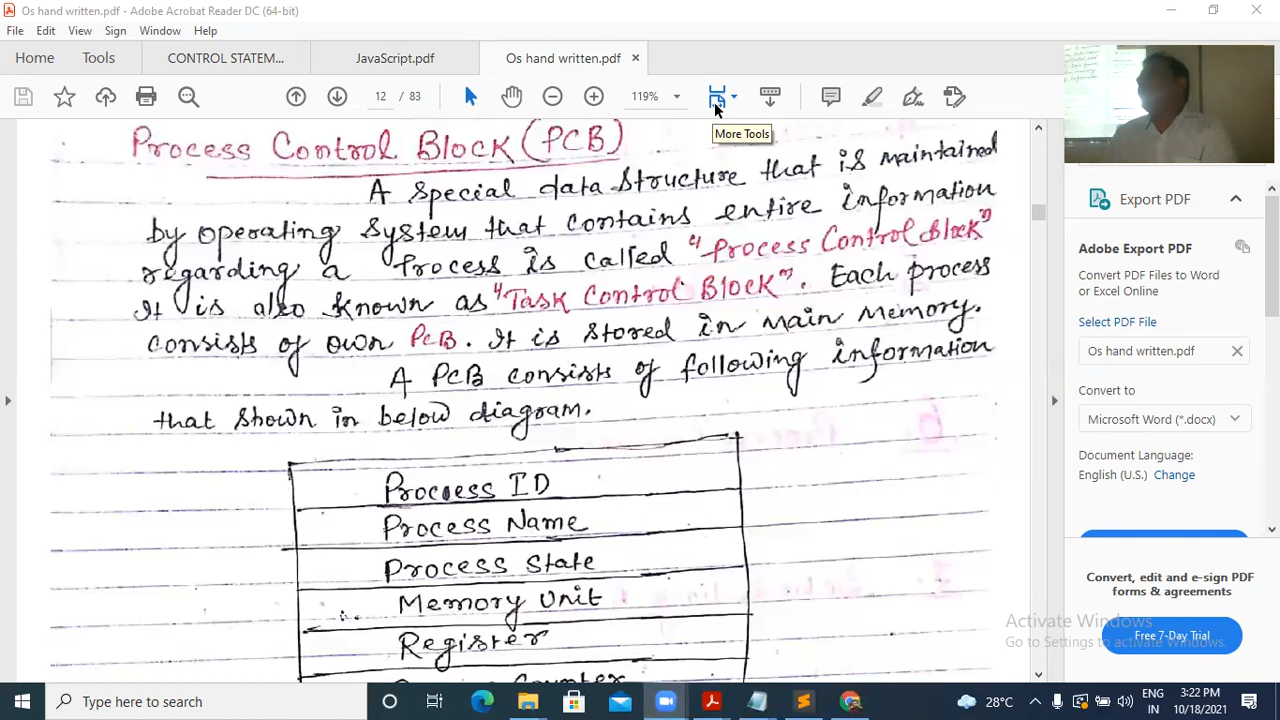 Os hand written.pdf - Adobe Acrobat Reader DC (64-bit)
File Edit View Sign Window Help
Home Tools CONTROL STATEM... Os hand written.pdf ×
12 83 119%
More Tools
Process Control Block (PCB)
A special data structure that is maintained
by operating system that contains entire information
regarding a Process is called "Process Control Block"
It is also known as "Task Control Block". Each process
consists of own PCB. It is stored in main memory.
A PCB consists of following information
that shown in below diagram.
Process ID
Process Name
Process State
Memory Unit
Register
Counter
Export PDF
Adobe Export PDF
Convert PDF Files to Word
or Excel Online
Select PDF File
Os hand written.pdf
Convert to
Microsoft Word (*.docx)
Document Language:
English (U.S.) Change
Convert, edit and e-sign PDF
forms & agreements
Free 7-Day Trial
Activate Windows
Go to Settings to activate Windows.
Type here to search
28°C
ENG
IN
3:22 PM
10/18/2021